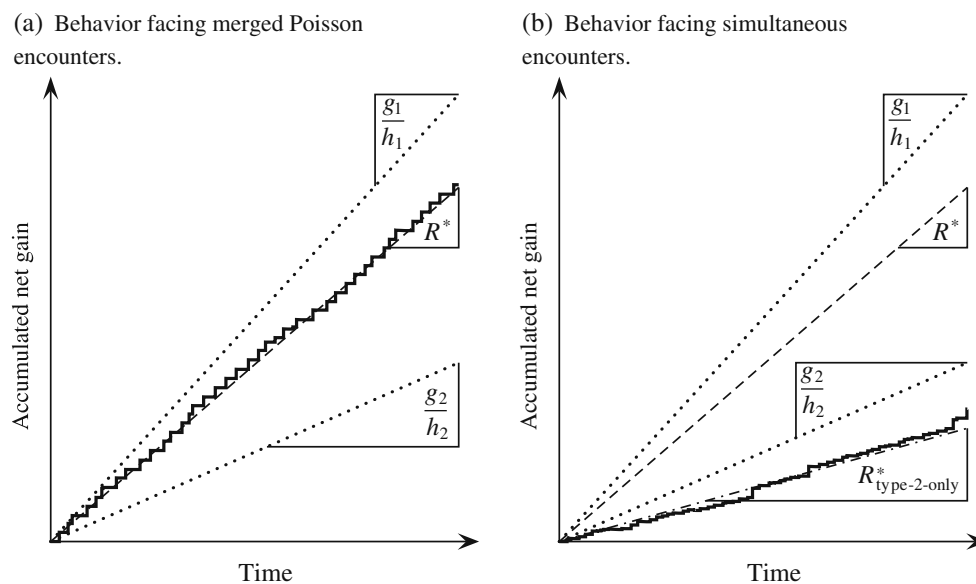 (a) Behavior facing merged Poisson
encounters.
Accumulated net gain
g₁
h₁
R*
g₂
h₂
Time
(b) Behavior facing simultaneous
encounters.
Accumulated net gain
g₁
h₁
R*
g₂
h₂
R*type-2-only
Time